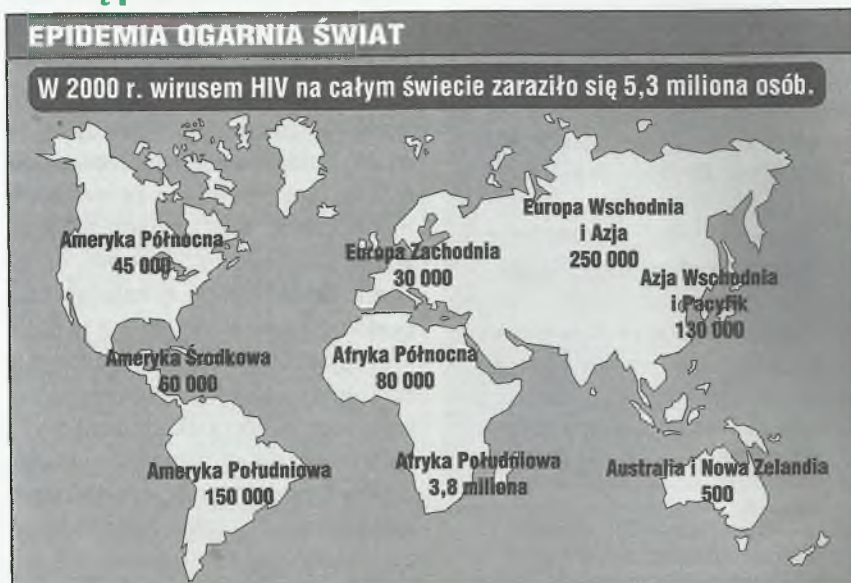 EPIDEMIA OGARNIA ŚWIAT
W 2000 r. wirusem HIV na całym świecie zaraziło się 5,3 miliona osób.
Ameryka Północna
45 000
Europa Zachodnia
30 000
Europa Wschodnia
i Azja
250 000
Azja Wschodnia
i Pacyfik
130 000
Ameryka Środkowa
60 000
Afryka Północna
80 000
Ameryka Południowa
150 000
Afryka Południowa
3,8 miliona
Australia i Nowa Zelandia
500